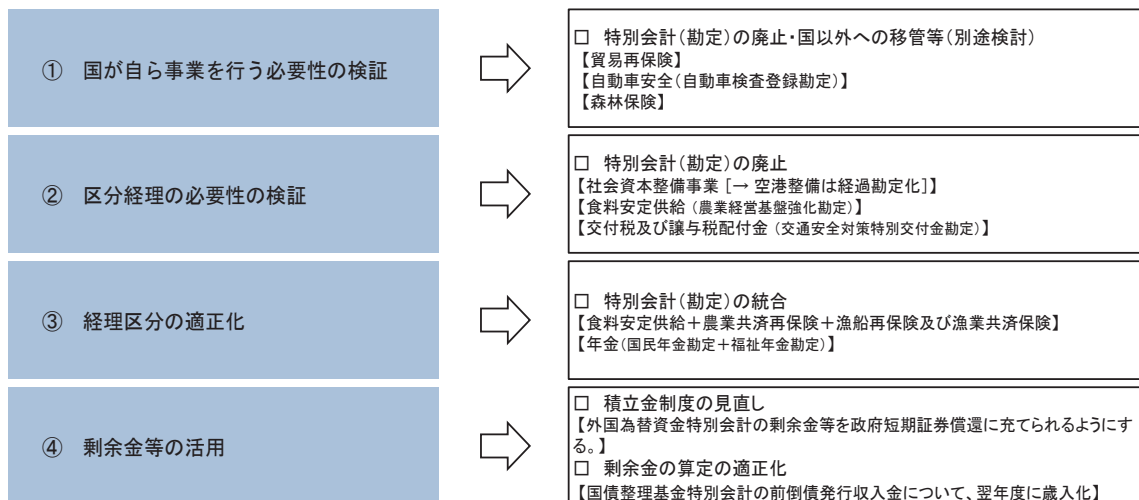 ① 国が自ら事業を行う必要性の検証
□ 特別会計(勘定)の廃止・国以外への移管等(別途検討)
【貿易再保険】
【自動車安全(自動車検査登録勘定)】
【森林保険】
② 区分経理の必要性の検証
□ 特別会計(勘定)の廃止
【社会資本整備事業 [→ 空港整備は経過勘定化]】
【食料安定供給 (農業経営基盤強化勘定)】
【交付税及び譲与税配付金 (交通安全対策特別交付金勘定)】
③ 経理区分の適正化
□ 特別会計(勘定)の統合
【食料安定供給+農業共済再保険+漁船再保険及び漁業共済保険】
【年金(国民年金勘定+福祉年金勘定)】
④ 剰余金等の活用
□ 積立金制度の見直し
【外国為替資金特別会計の剰余金等を政府短期証券償還に充てられるようにす
る。】
□ 剰余金の算定の適正化
【国債整理基金特別会計の前倒債発行収入金について、翌年度に歳入化】